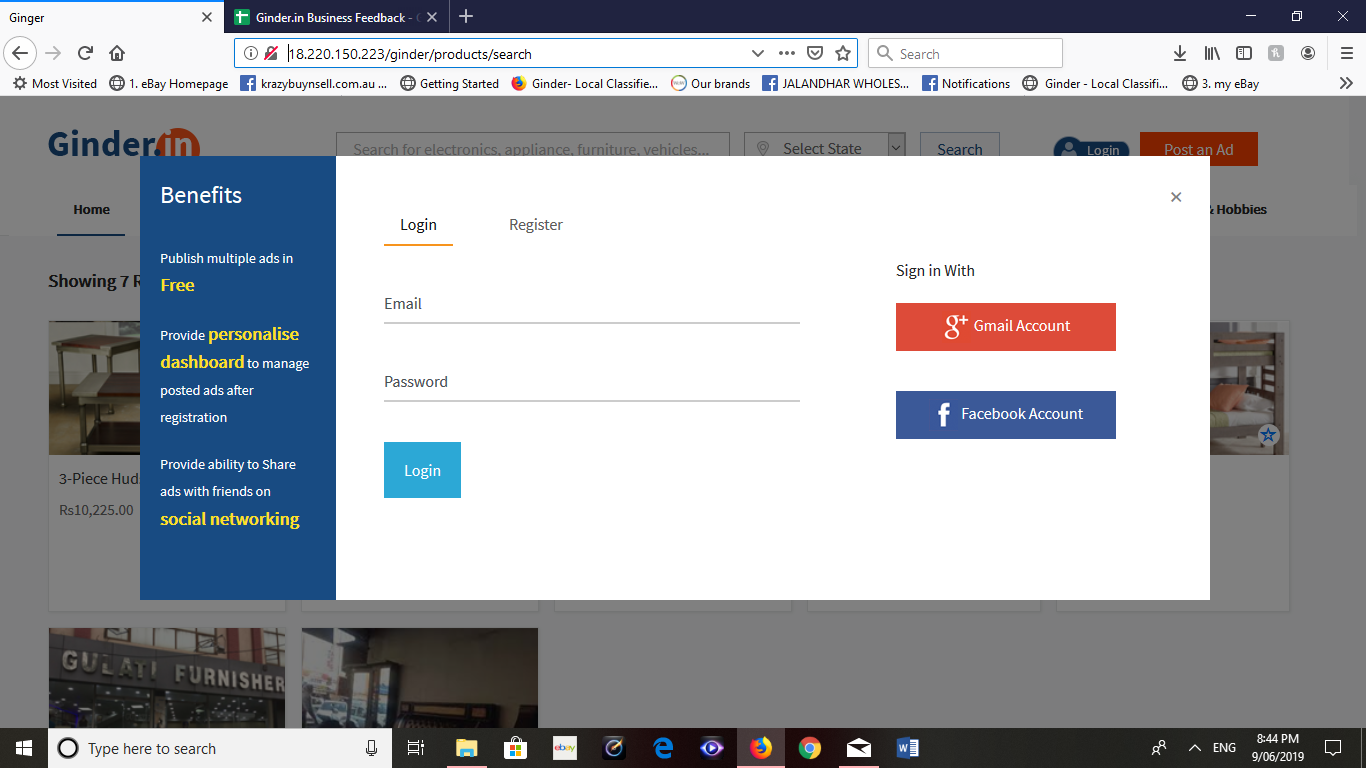 Ginger
Ginder.in Business Feedback -
18.220.150.223/ginder/products/search
Search
Most Visited
1. eBay Homepage
krazybuynsell.com.au ...
Getting Started
Ginder- Local Classifie...
Our brands
JALANDHAR WHOLES...
Notifications
Ginder - Local Classifi...
3. my eBay
Ginder.in
Search for electronics, appliance, furniture, vehicles...
Select State
Search
Login
Post an Ad
Home
& Hobbies
Showing 7 R
Benefits
Publish multiple ads in
Free
Provide personalise
dashboard to manage
posted ads after
registration
Provide ability to Share
ads with friends on
social networking
Login
Register
Email
Password
Login
Sign in With
g+ Gmail Account
f Facebook Account
3-Piece Hud
Rs10,225.00
GULATI FURNISHER
Type here to search
ebay
ENG
8:44 PM
9/06/2019